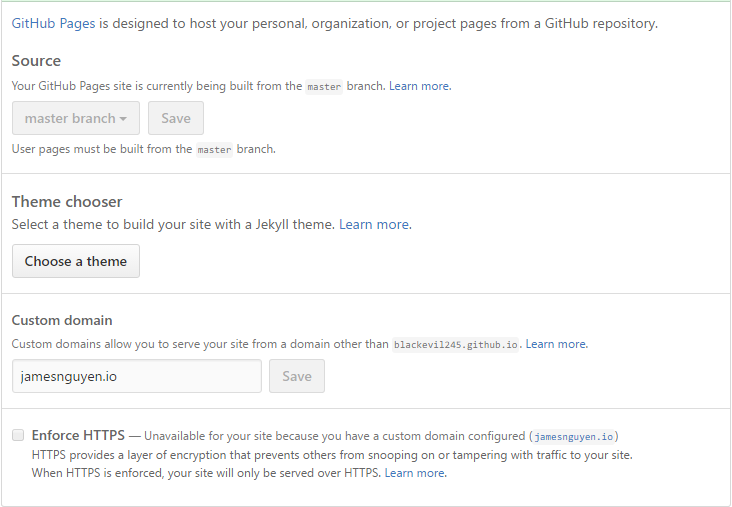 GitHub Pages is designed to host your personal, organization, or project pages from a GitHub repository.
Source
Your GitHub Pages site is currently being built from the master branch. Learn more.
master branch Save
User pages must be built from the master branch.
Theme chooser
Select a theme to build your site with a Jekyll theme. Learn more.
Choose a theme
Custom domain
Custom domains allow you to serve your site from a domain other than blackevil245.github.io. Learn more.
jamesnguyen.io Save
Enforce HTTPS — Unavailable for your site because you have a custom domain configured (jamesnguyen.io)
HTTPS provides a layer of encryption that prevents others from snooping on or tampering with traffic to your site.
When HTTPS is enforced, your site will only be served over HTTPS. Learn more.